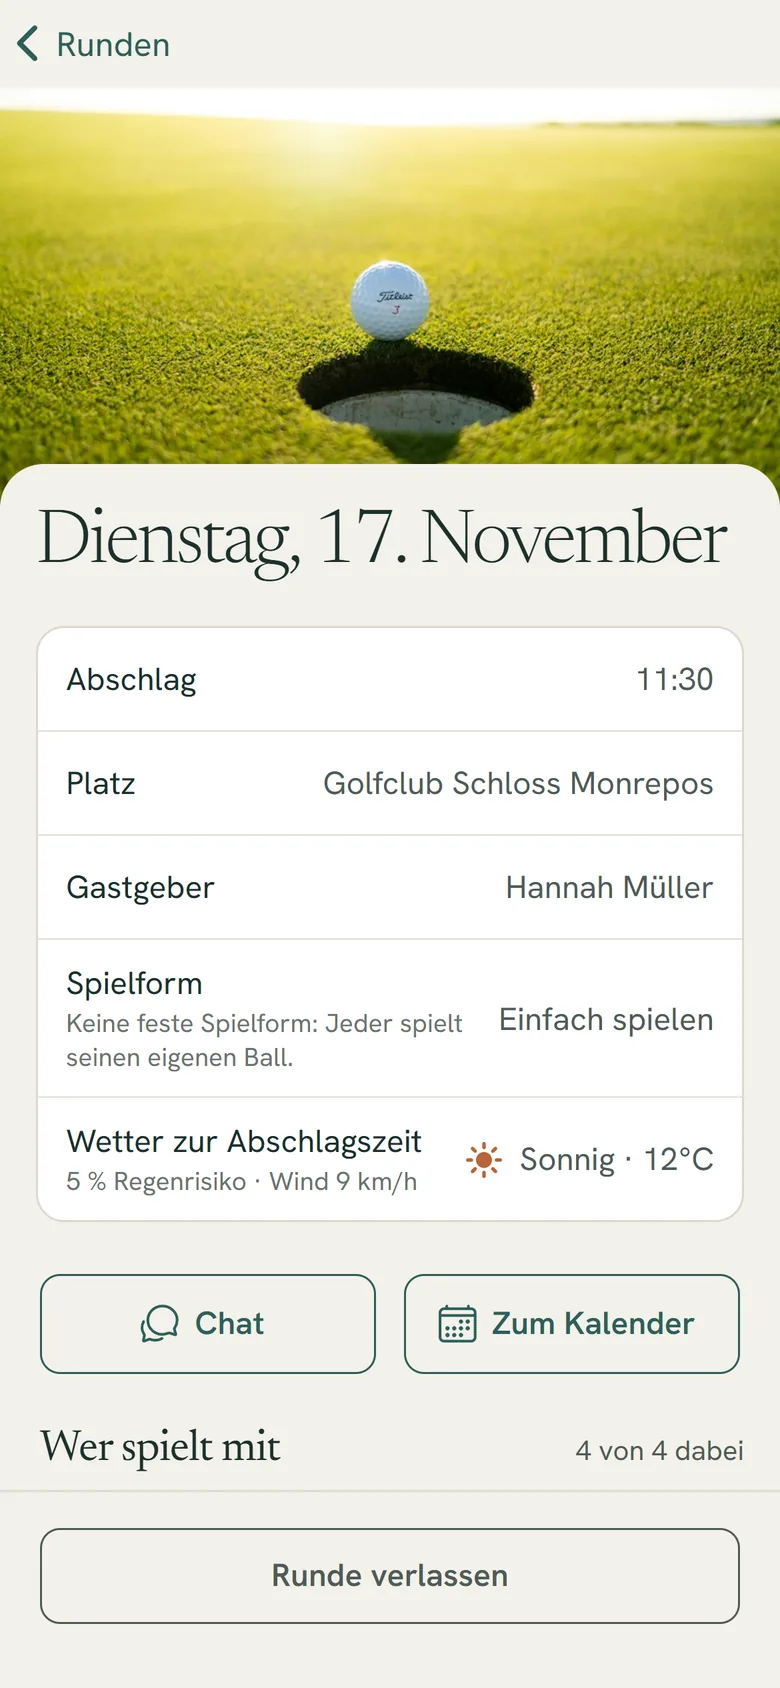 Runden
Titleist
3
Dienstag, 17. November
Abschlag
11:30
Platz
Golfclub Schloss Monrepos
Gastgeber
Hannah Müller
Spielform
Keine feste Spielform: Jeder spielt
seinen eigenen Ball.
Einfach spielen
Wetter zur Abschlagszeit
5 % Regenrisiko · Wind 9 km/h
Sonnig · 12°C
Chat
Zum Kalender
Wer spielt mit
4 von 4 dabei
Runde verlassen